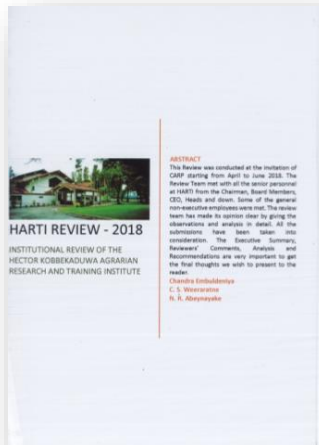 HARTI REVIEW - 2018
INSTITUTIONAL REVIEW OF THE
HECTOR KOBBEKADUWA AGRARIAN
RESEARCH AND TRAINING INSTITUTE
ABSTRACT
This Review was conducted at the invitation of
CARP starting from April to June 2018. The
Review Team met with all the senior personnel
at HARTI from the Chairman, Board Members,
CEO, Heads and down. Some of the general
non-executive employees were met. The review
team has made its opinion clear by giving the
observations and analysis in detail. All the
submissions have been taken into
consideration. The Executive Summary,
Reviewers' Comments, Analysis and
Recommendations are very important to get
the final thoughts we wish to present to the
reader.
Chandra Embuldeniya
C. S. Weeraratna
N. R. Abeynayake